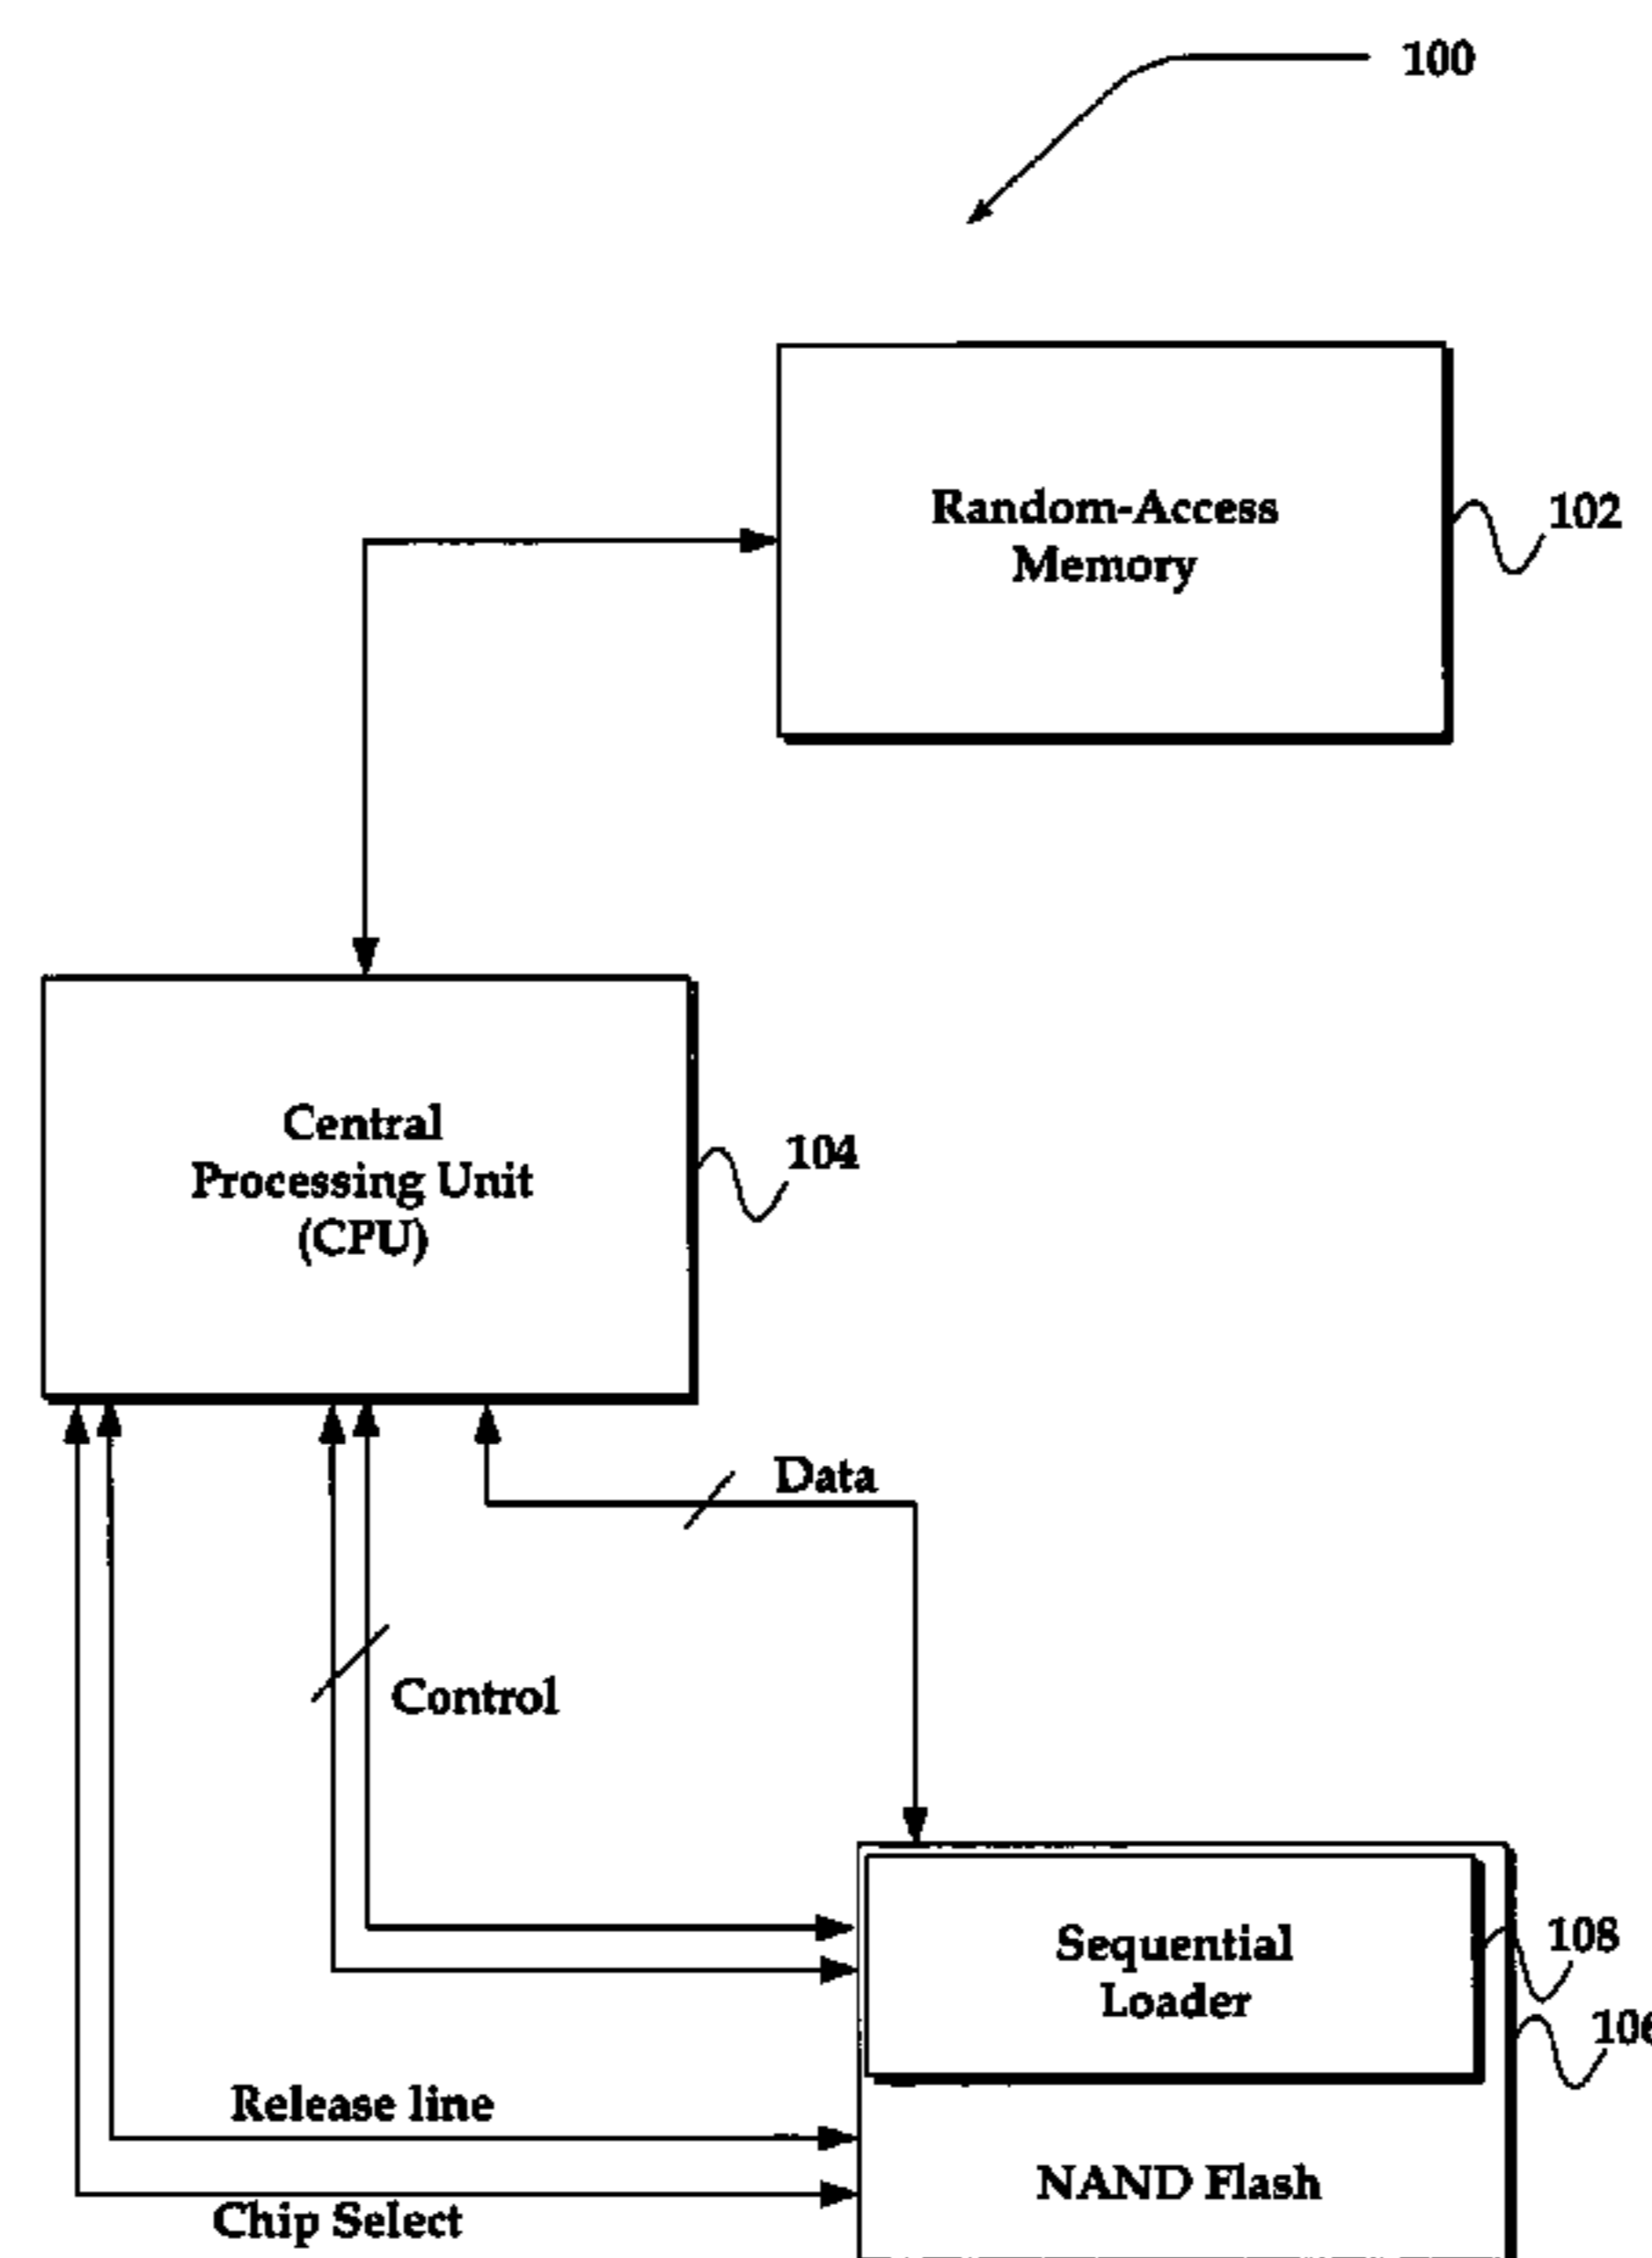 100
Random-Access
Memory
102
Central
Processing Unit
(CPU)
104
Data
Control
Sequential
Loader
108
106
Release line
NAND Flash
Chip Select